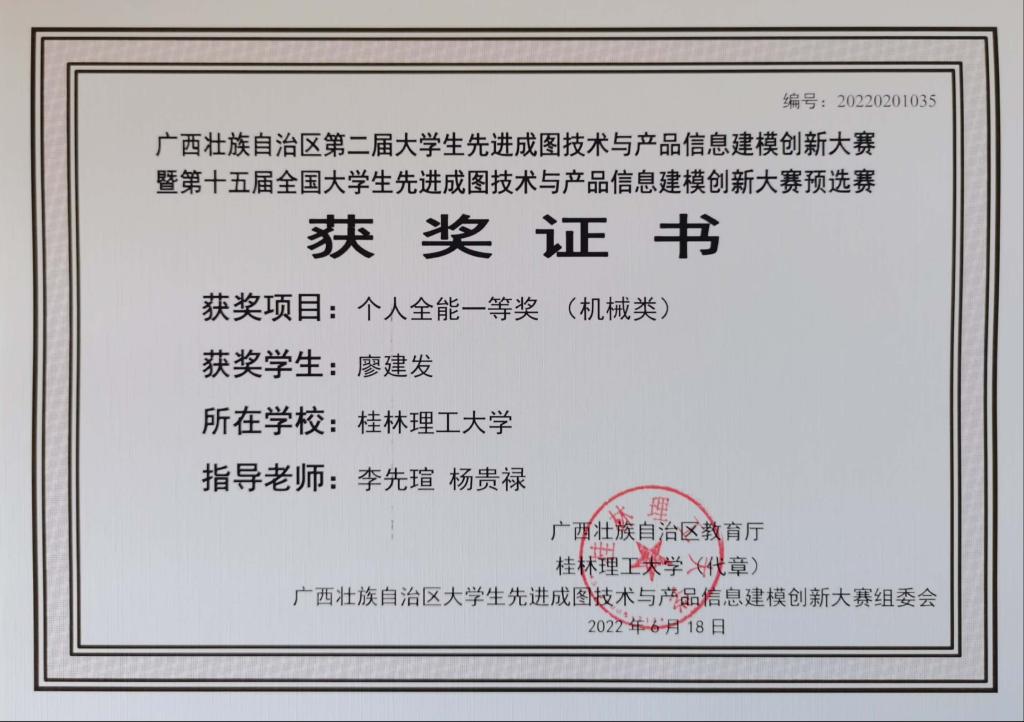 编号：20220201035
广西壮族自治区第二届大学生先进成图技术与产品信息建模创新大赛
暨第十五届全国大学生先进成图技术与产品信息建模创新大赛预选赛
获奖证书
获奖项目：个人全能一等奖 （机械类）
获奖学生：廖建发
所在学校：桂林理工大学
指导老师：李先瑄 杨贵禄
广西壮族自治区教育厅
桂林理工大学（代章）
广西壮族自治区大学生先进成图技术与产品信息建模创新大赛组委会
2022 年 6 月 18 日
桂林理工大学